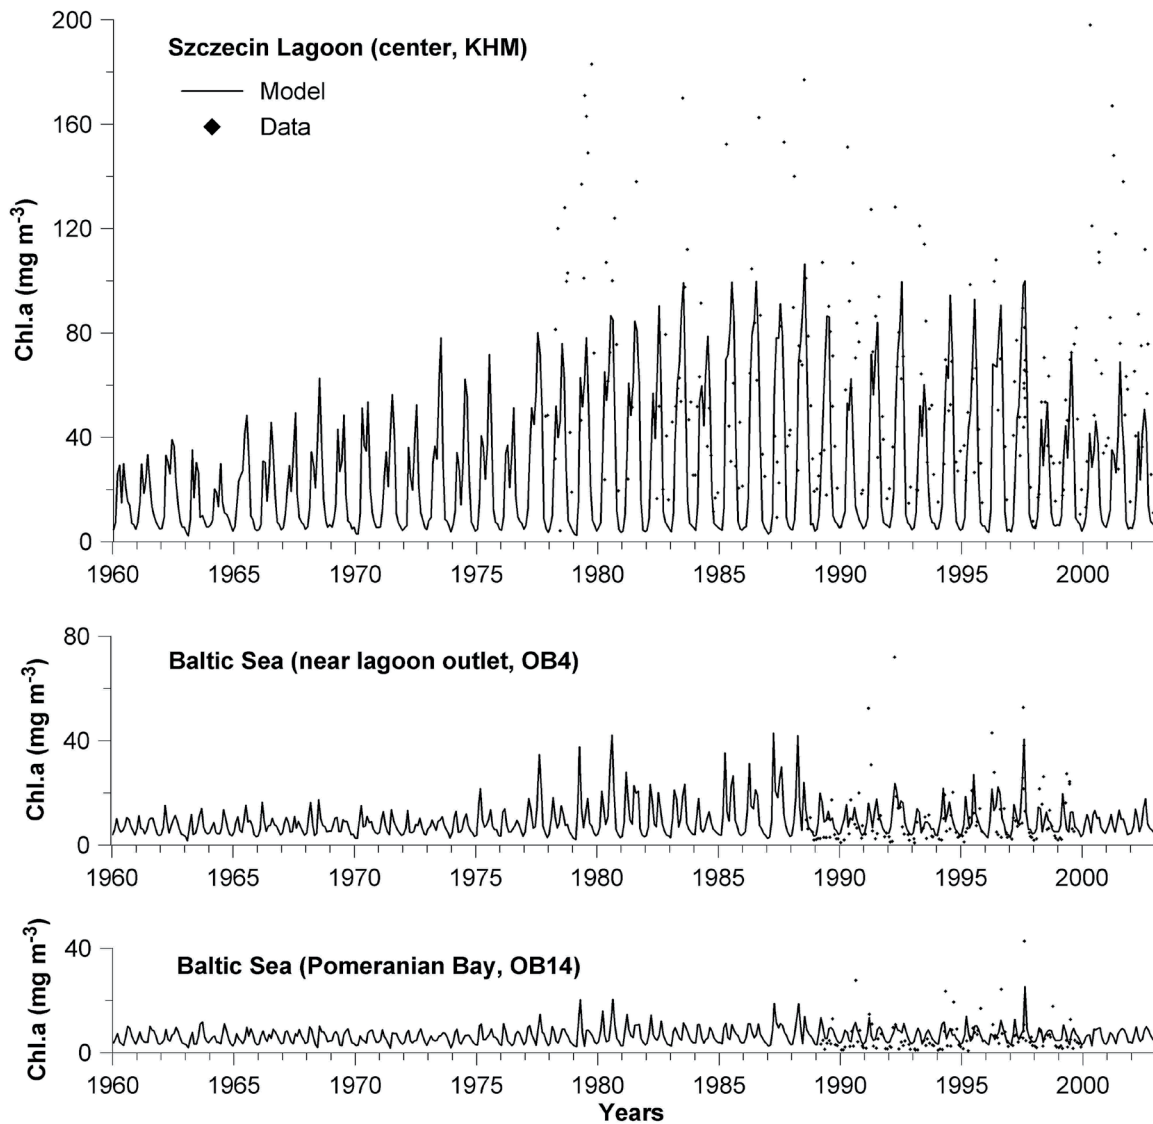 200
Szczecin Lagoon (center, KHM)
Model
Data
160
120
80
40
0
Chl.a (mg m-3)
1960 1965 1970 1975 1980 1985 1990 1995 2000
80
Baltic Sea (near lagoon outlet, OB4)
40
0
Chl.a (mg m-3)
1960 1965 1970 1975 1980 1985 1990 1995 2000
40
Baltic Sea (Pomeranian Bay, OB14)
0
Chl.a (mg m-3)
1960 1965 1970 1975 1980 1985 1990 1995 2000
Years